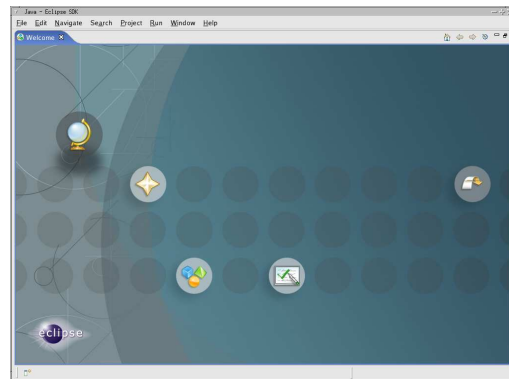 Java - Eclipse SDK
File Edit Navigate Search Project Run Window Help
Welcome
eclipse